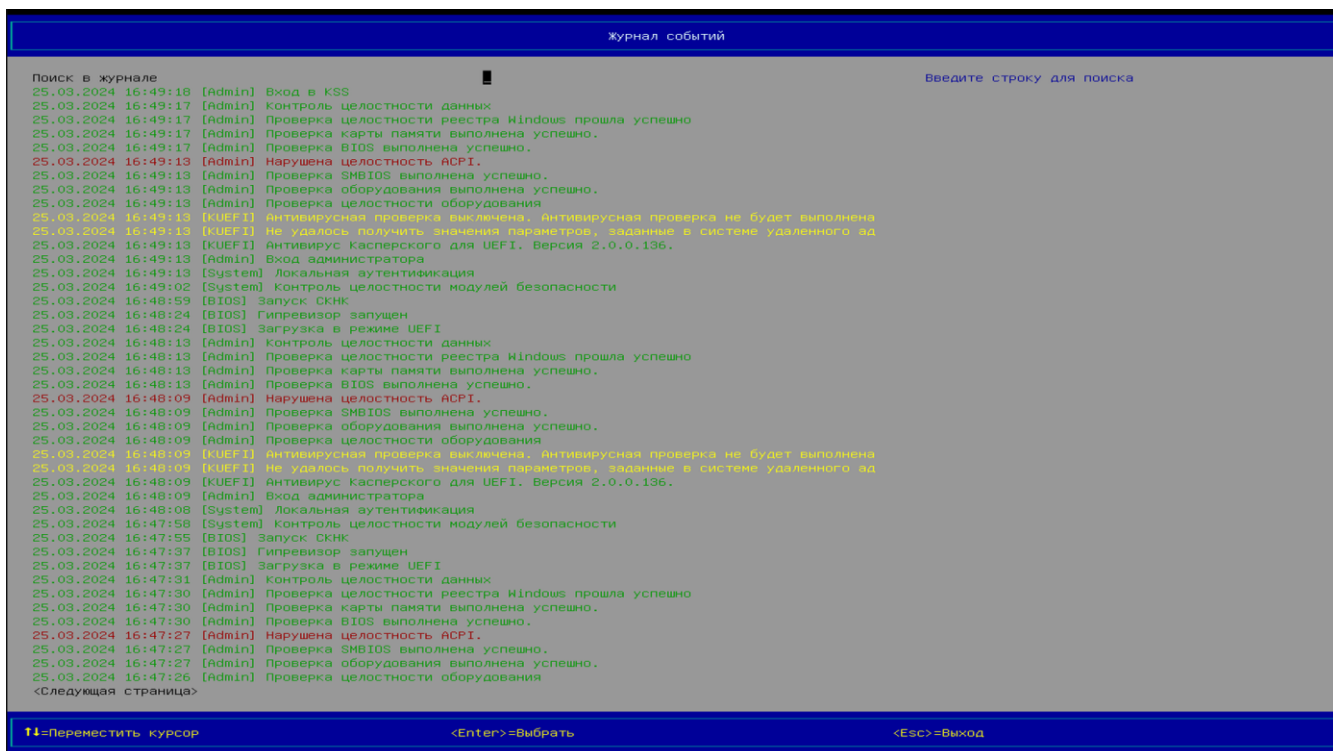 Журнал событий
Поиск в журнале Введите строку для поиска
25.03.2024 16:49:18 [Admin] Вход в KSS
25.03.2024 16:49:17 [Admin] Контроль целостности данных
25.03.2024 16:49:17 [Admin] Проверка целостности реестра Windows прошла успешно
25.03.2024 16:49:17 [Admin] Проверка карты памяти выполнена успешно.
25.03.2024 16:49:17 [Admin] Проверка BIOS выполнена успешно.
25.03.2024 16:49:13 [Admin] Нарушена целостность ACPI.
25.03.2024 16:49:13 [Admin] Проверка SMBIOS выполнена успешно.
25.03.2024 16:49:13 [Admin] Проверка оборудования выполнена успешно.
25.03.2024 16:49:13 [Admin] Проверка целостности оборудования
25.03.2024 16:49:13 [KUEFI] Антивирусная проверка выключена. Антивирусная проверка не будет выполнена
25.03.2024 16:49:13 [KUEFI] Не удалось получить значения параметров, заданные в системе удаленного ад
25.03.2024 16:49:13 [KUEFI] Антивирус Касперского для UEFI. Версия 2.0.0.136.
25.03.2024 16:49:13 [Admin] Вход администратора
25.03.2024 16:49:13 [System] Локальная аутентификация
25.03.2024 16:49:02 [System] Контроль целостности модулей безопасности
25.03.2024 16:48:59 [BIOS] Запуск СКНК
25.03.2024 16:48:24 [BIOS] Гипревизор запущен
25.03.2024 16:48:24 [BIOS] Загрузка в режиме UEFI
25.03.2024 16:48:13 [Admin] Контроль целостности данных
25.03.2024 16:48:13 [Admin] Проверка целостности реестра Windows прошла успешно
25.03.2024 16:48:13 [Admin] Проверка карты памяти выполнена успешно.
25.03.2024 16:48:13 [Admin] Проверка BIOS выполнена успешно.
25.03.2024 16:48:09 [Admin] Нарушена целостность ACPI.
25.03.2024 16:48:09 [Admin] Проверка SMBIOS выполнена успешно.
25.03.2024 16:48:09 [Admin] Проверка оборудования выполнена успешно.
25.03.2024 16:48:09 [Admin] Проверка целостности оборудования
25.03.2024 16:48:09 [KUEFI] Антивирусная проверка выключена. Антивирусная проверка не будет выполнена
25.03.2024 16:48:09 [KUEFI] Не удалось получить значения параметров, заданные в системе удаленного ад
25.03.2024 16:48:09 [KUEFI] Антивирус Касперского для UEFI. Версия 2.0.0.136.
25.03.2024 16:48:09 [Admin] Вход администратора
25.03.2024 16:48:08 [System] Локальная аутентификация
25.03.2024 16:47:58 [System] Контроль целостности модулей безопасности
25.03.2024 16:47:55 [BIOS] Запуск СКНК
25.03.2024 16:47:37 [BIOS] Гипревизор запущен
25.03.2024 16:47:37 [BIOS] Загрузка в режиме UEFI
25.03.2024 16:47:31 [Admin] Контроль целостности данных
25.03.2024 16:47:30 [Admin] Проверка целостности реестра Windows прошла успешно
25.03.2024 16:47:30 [Admin] Проверка карты памяти выполнена успешно.
25.03.2024 16:47:30 [Admin] Проверка BIOS выполнена успешно.
25.03.2024 16:47:27 [Admin] Нарушена целостность ACPI.
25.03.2024 16:47:27 [Admin] Проверка SMBIOS выполнена успешно.
25.03.2024 16:47:27 [Admin] Проверка оборудования выполнена успешно.
25.03.2024 16:47:26 [Admin] Проверка целостности оборудования
<Следующая страница>
↑↓=Переместить курсор <Enter>=Выбрать <Esc>=Выход